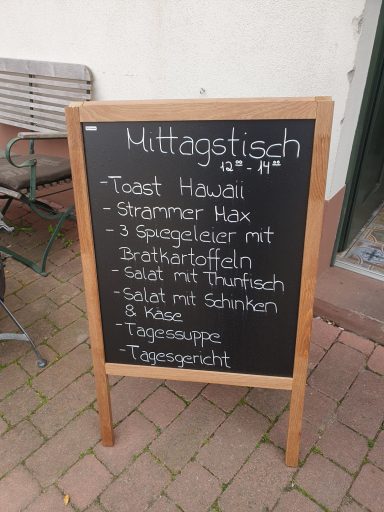 Mittagstisch
12⁰⁰ - 14⁰⁰
- Toast Hawaii
- Strammer Max
- 3 Spiegeleier mit
Bratkartoffeln
- Salat mit Thunfisch
- Salat mit Schinken
& Käse
- Tagessuppe
- Tagesgericht